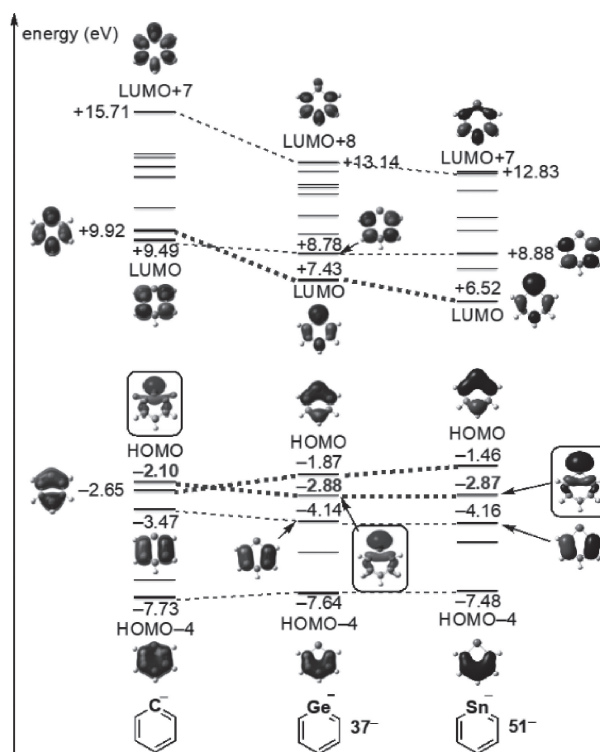 energy (eV)
LUMO+7
+15.71
LUMO+8
+13.14
LUMO+7
+12.83
+9.92
+9.49
LUMO
+8.78
+7.43
LUMO
+8.88
+6.52
LUMO
HOMO
−2.10
−2.65
−3.47
−7.73
HOMO−4
HOMO
−1.87
−2.88
−4.14
−7.64
HOMO−4
HOMO
−1.46
−2.87
−4.16
−7.48
HOMO−4
C−
Ge−
37−
Sn−
51−